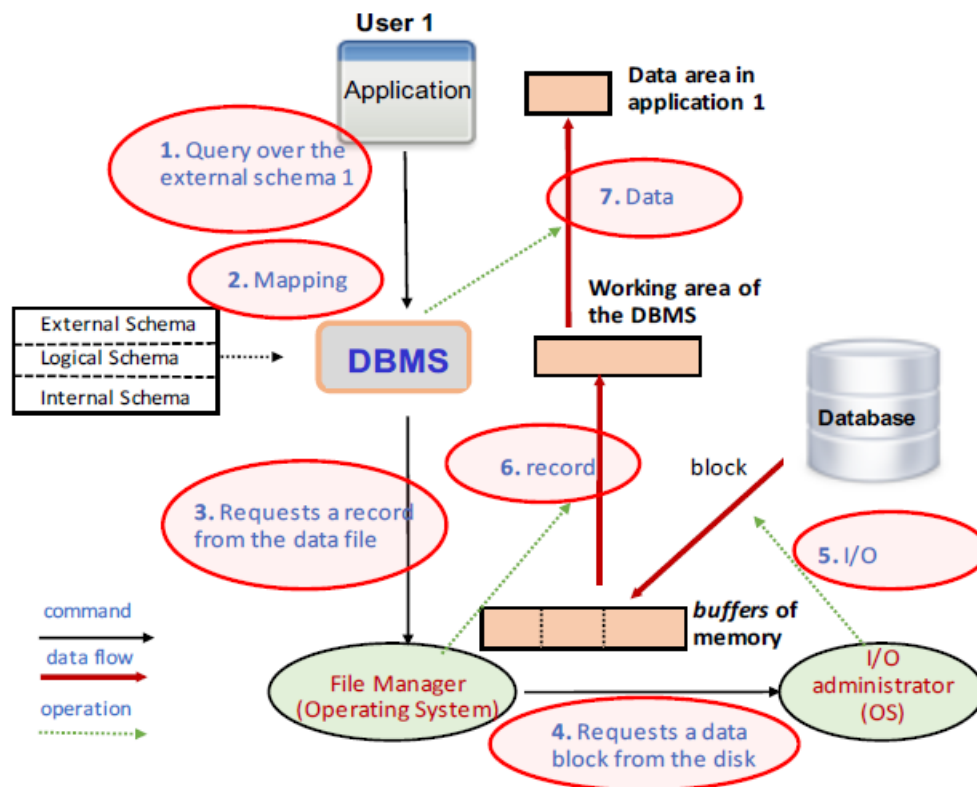 User 1
Application
Data area in
application 1
1. Query over the
external schema 1
7. Data
2. Mapping
Working area of
the DBMS
External Schema
Logical Schema
Internal Schema
DBMS
Database
6. record
block
3. Requests a record
from the data file
5. I/O
command
data flow
operation
buffers of
memory
File Manager
(Operating System)
I/O
administrator
(OS)
4. Requests a data
block from the disk